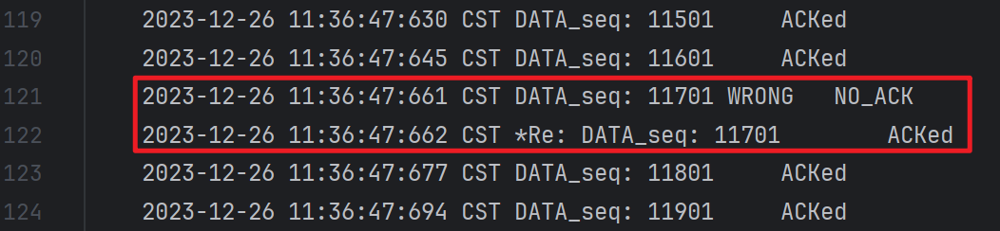 119 2023-12-26 11:36:47:630 CST DATA_seq: 11501 ACKed
120 2023-12-26 11:36:47:645 CST DATA_seq: 11601 ACKed
121 2023-12-26 11:36:47:661 CST DATA_seq: 11701 WRONG NO_ACK
122 2023-12-26 11:36:47:662 CST *Re: DATA_seq: 11701 ACKed
123 2023-12-26 11:36:47:677 CST DATA_seq: 11801 ACKed
124 2023-12-26 11:36:47:694 CST DATA_seq: 11901 ACKed